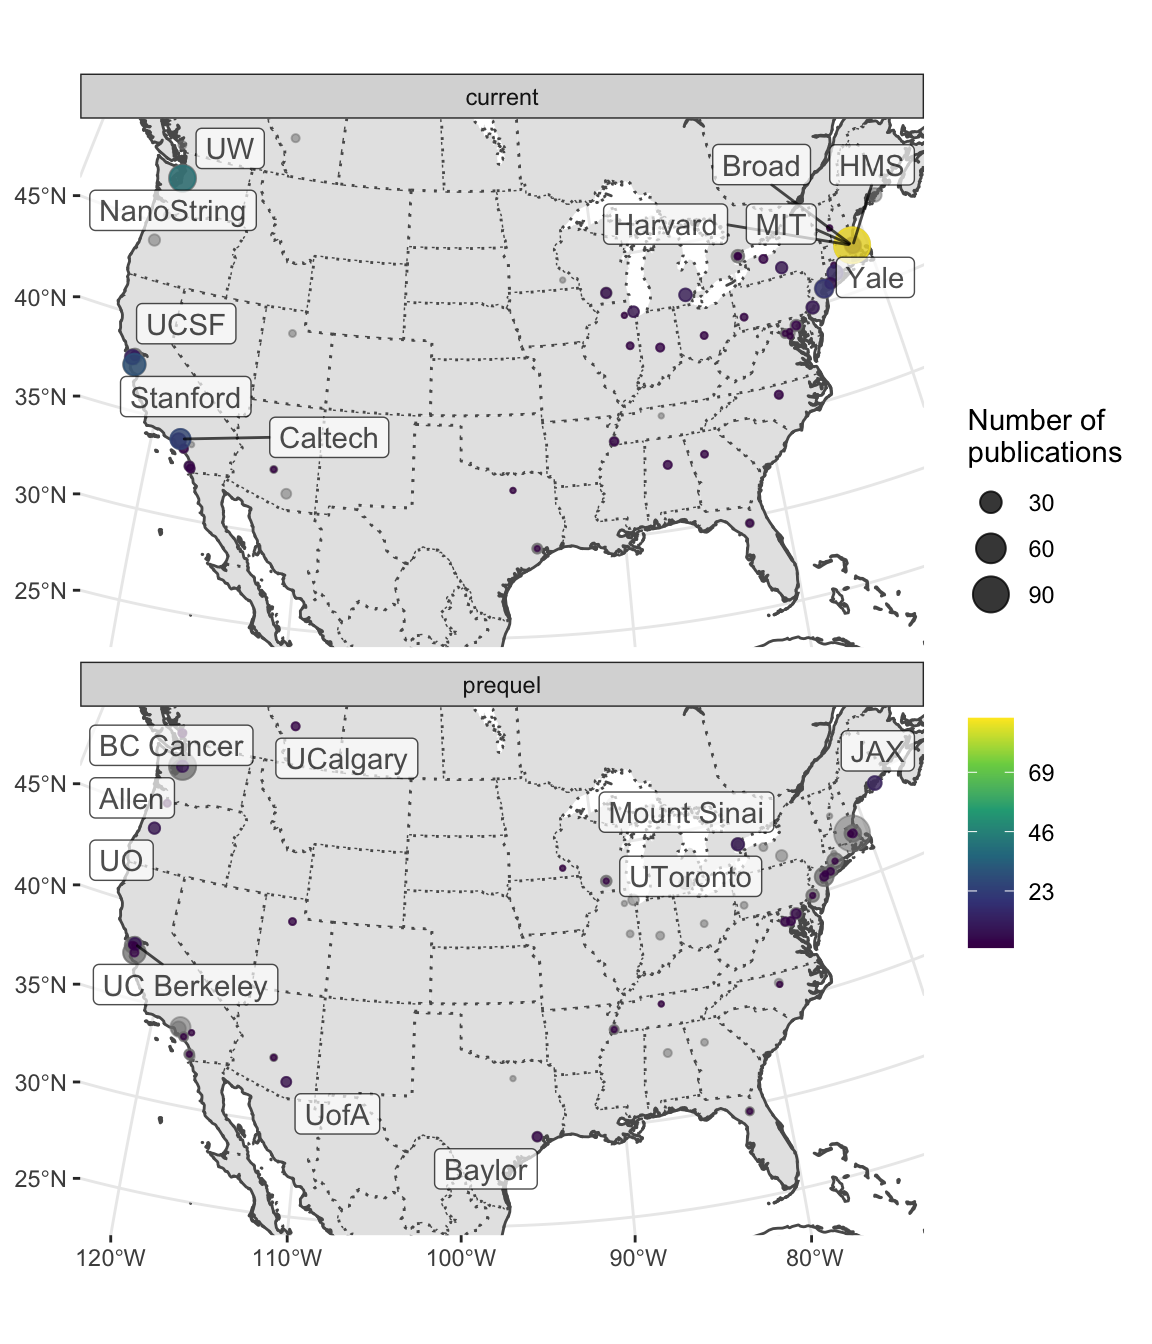 current
UW
Broad
HMS
45°N
NanoString
Harvard
MIT
Yale
40°N
UCSF
35°N
Stanford
Caltech
30°N
25°N
Number of
publications
30
60
90
prequel
BC Cancer
UCalgary
JAX
45°N
Allen
Mount Sinai
UO
UToronto
40°N
35°N
UC Berkeley
30°N
UofA
25°N
Baylor
120°W
110°W
100°W
90°W
80°W
69
46
23